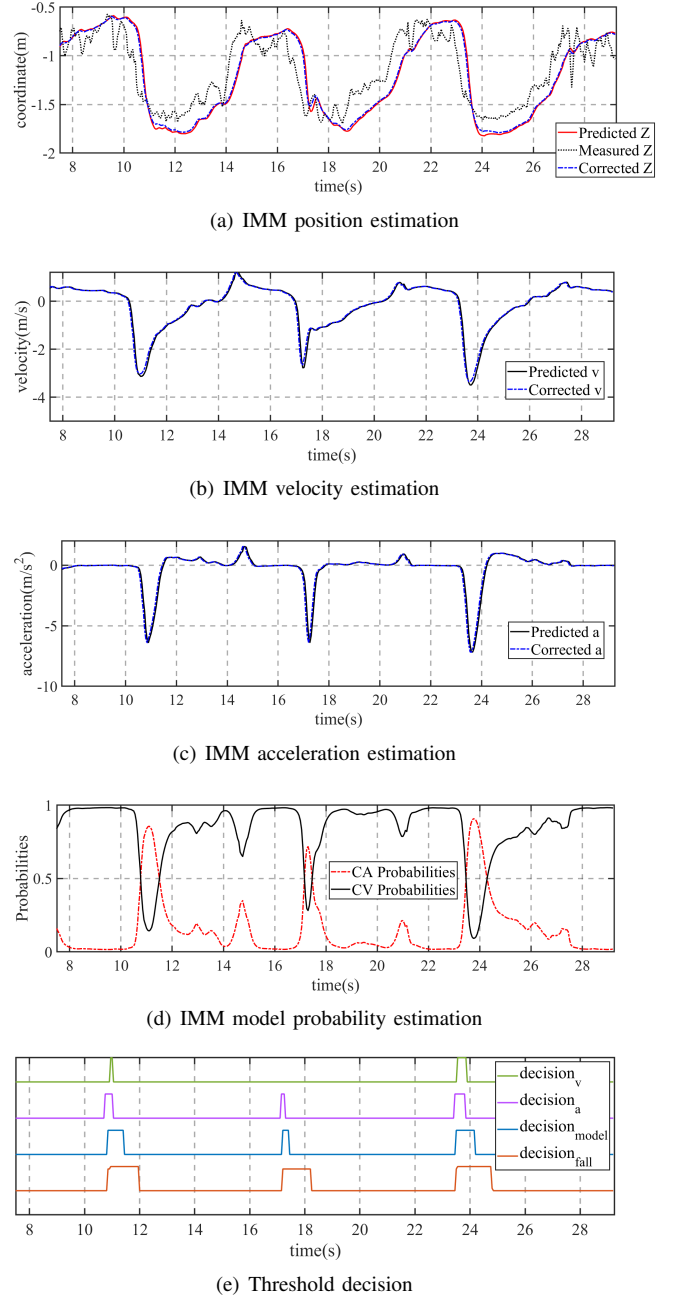 -0.5
-1
-1.5
-2
coordinate(m)
Predicted Z
Measured Z
Corrected Z
8 10 12 14 16 18 20 22 24 26
time(s)
(a) IMM position estimation
0
-2
-4
velocity(m/s)
Predicted v
Corrected v
8 10 12 14 16 18 20 22 24 26 28
time(s)
(b) IMM velocity estimation
0
-5
-10
acceleration(m/s²)
Predicted a
Corrected a
8 10 12 14 16 18 20 22 24 26 28
time(s)
(c) IMM acceleration estimation
1
0.5
0
Probabilities
CA Probabilities
CV Probabilities
8 10 12 14 16 18 20 22 24 26 28
time(s)
(d) IMM model probability estimation
decision_v
decision_a
decision_model
decision_fall
8 10 12 14 16 18 20 22 24 26 28
time(s)
(e) Threshold decision